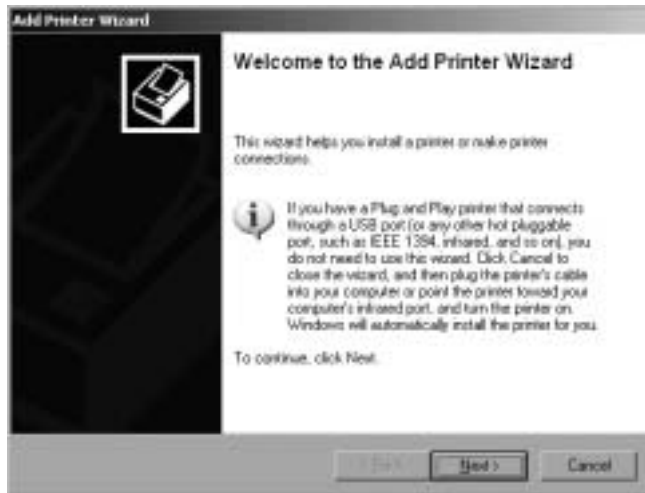 Add Printer Wizard
Welcome to the Add Printer Wizard
This wizard helps you install a printer or make printer
connections.
If you have a Plug and Play printer that connects
through a USB port (or any other hot pluggable
port, such as IEEE 1394, infrared, and so on), you
do not need to use this wizard. Click Cancel to
close the wizard, and then plug the printer's cable
into your computer or point the printer toward your
computer's infrared port, and turn the printer on.
Windows will automatically install the printer for you.
To continue, click Next.
< Back
Next >
Cancel